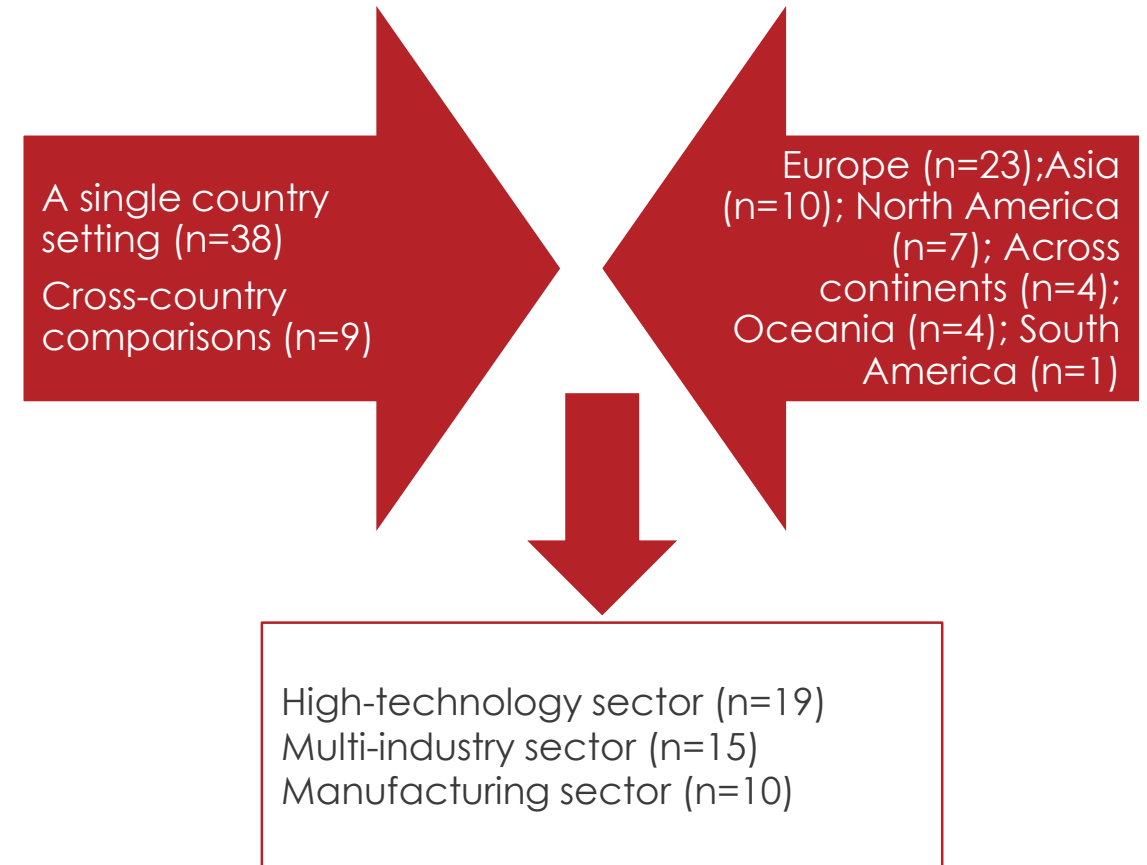 A single country
setting (n=38)
Cross-country
comparisons (n=9)
Europe (n=23);Asia
(n=10); North America
(n=7); Across
continents (n=4);
Oceania (n=4); South
America (n=1)
High-technology sector (n=19)
Multi-industry sector (n=15)
Manufacturing sector (n=10)